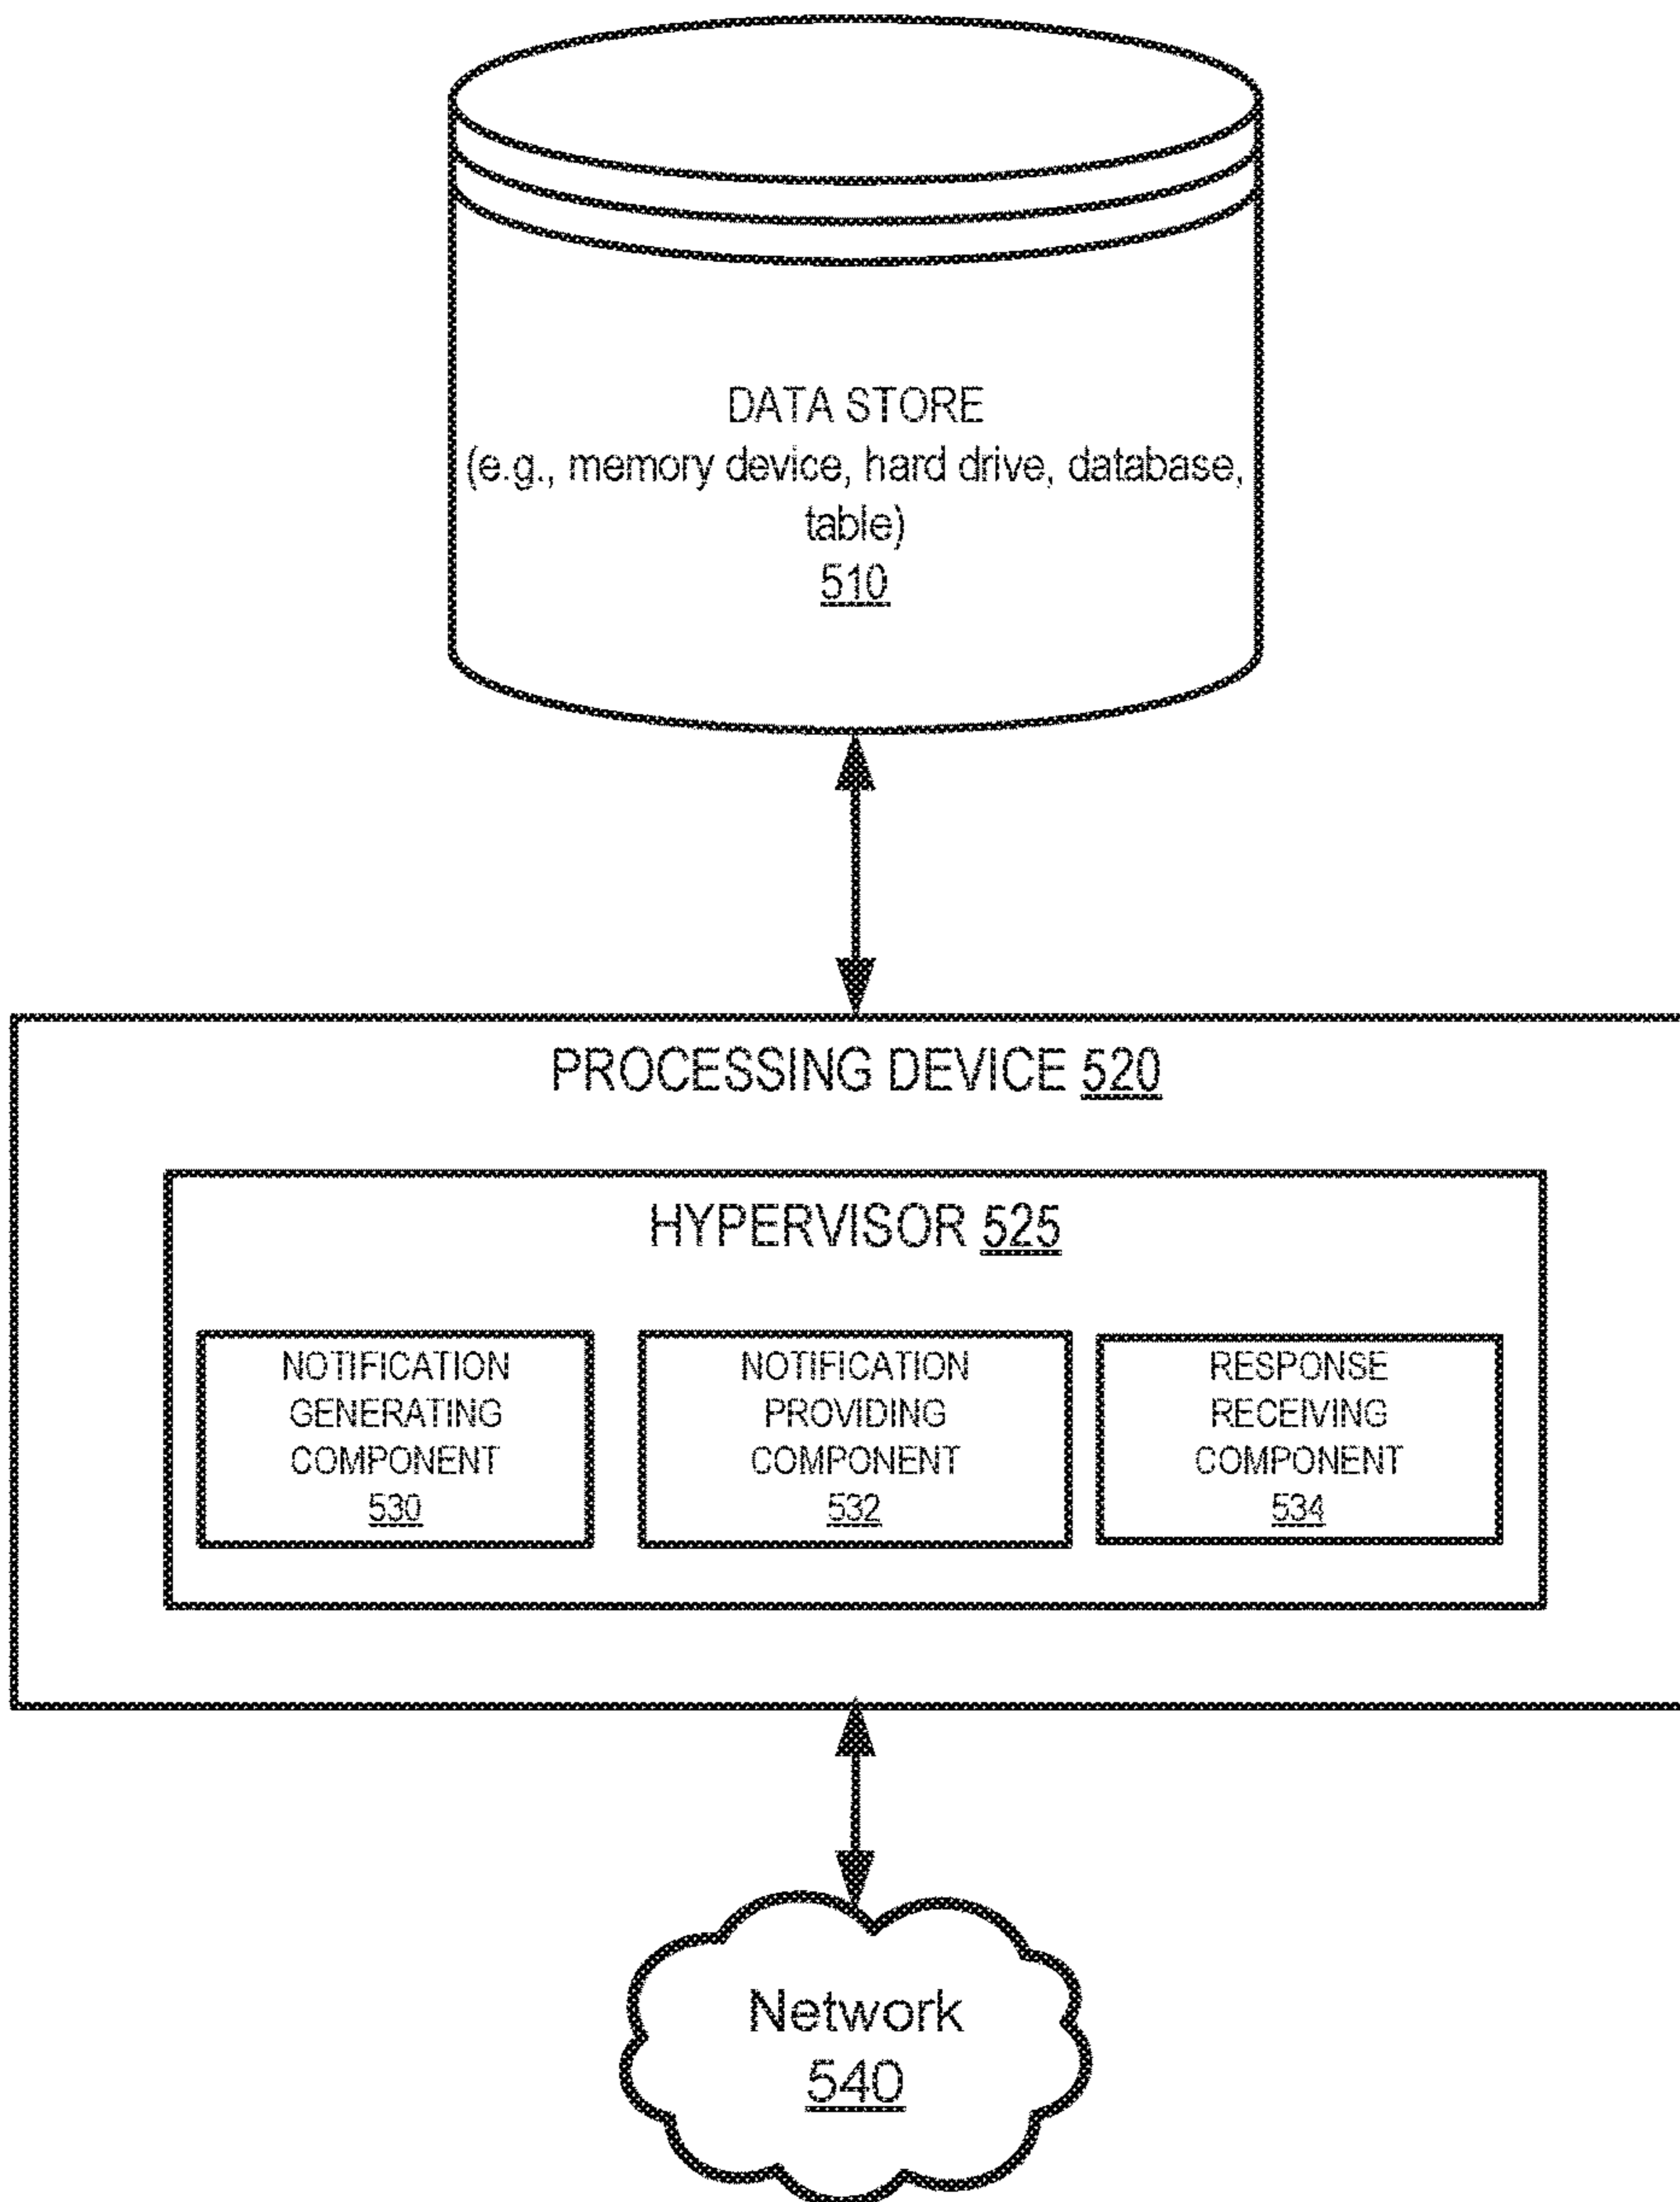 DATA STORE
(e.g., memory device, hard drive, database,
table)
510
PROCESSING DEVICE 520
HYPERVISOR 525
NOTIFICATION
GENERATING
COMPONENT
530
NOTIFICATION
PROVIDING
COMPONENT
532
RESPONSE
RECEIVING
COMPONENT
534
Network
540